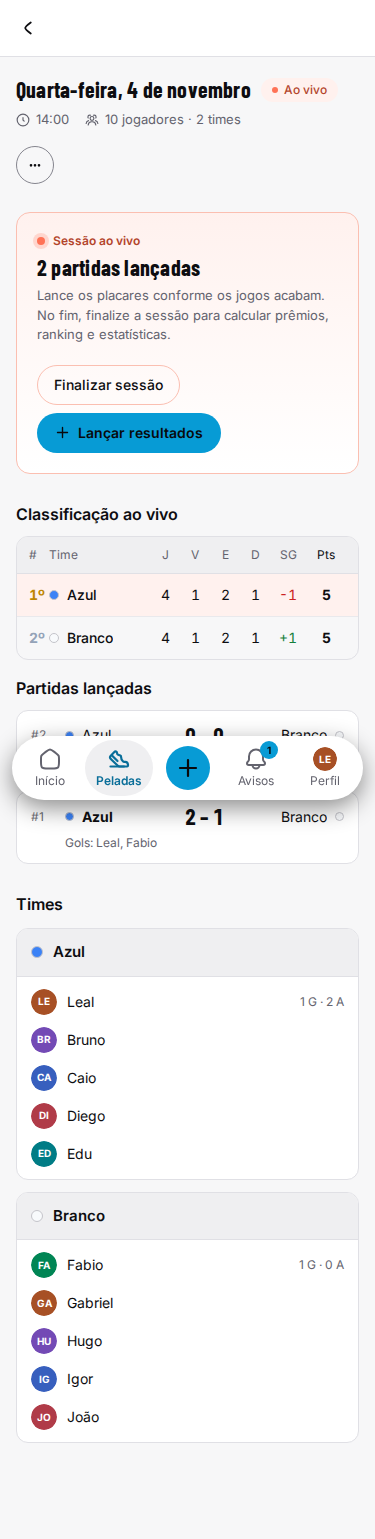 Quarta-feira, 4 de novembro Ao vivo
14:00 10 jogadores · 2 times
Sessão ao vivo
2 partidas lançadas
Lance os placares conforme os jogos acabam.
No fim, finalize a sessão para calcular prêmios,
ranking e estatísticas.
Finalizar sessão
+ Lançar resultados
Classificação ao vivo
# Time J V E D SG Pts
1º Azul 4 1 2 1 -1 5
2º Branco 4 1 2 1 +1 5
Partidas lançadas
#2 Azul 0 - 0 Branco
Início Peladas + Avisos 1 LE Perfil
#1 Azul 2 - 1 Branco
Gols: Leal, Fabio
Times
Azul
LE Leal 1 G · 2 A
BR Bruno
CA Caio
DI Diego
ED Edu
Branco
FA Fabio 1 G · 0 A
GA Gabriel
HU Hugo
IG Igor
JO João